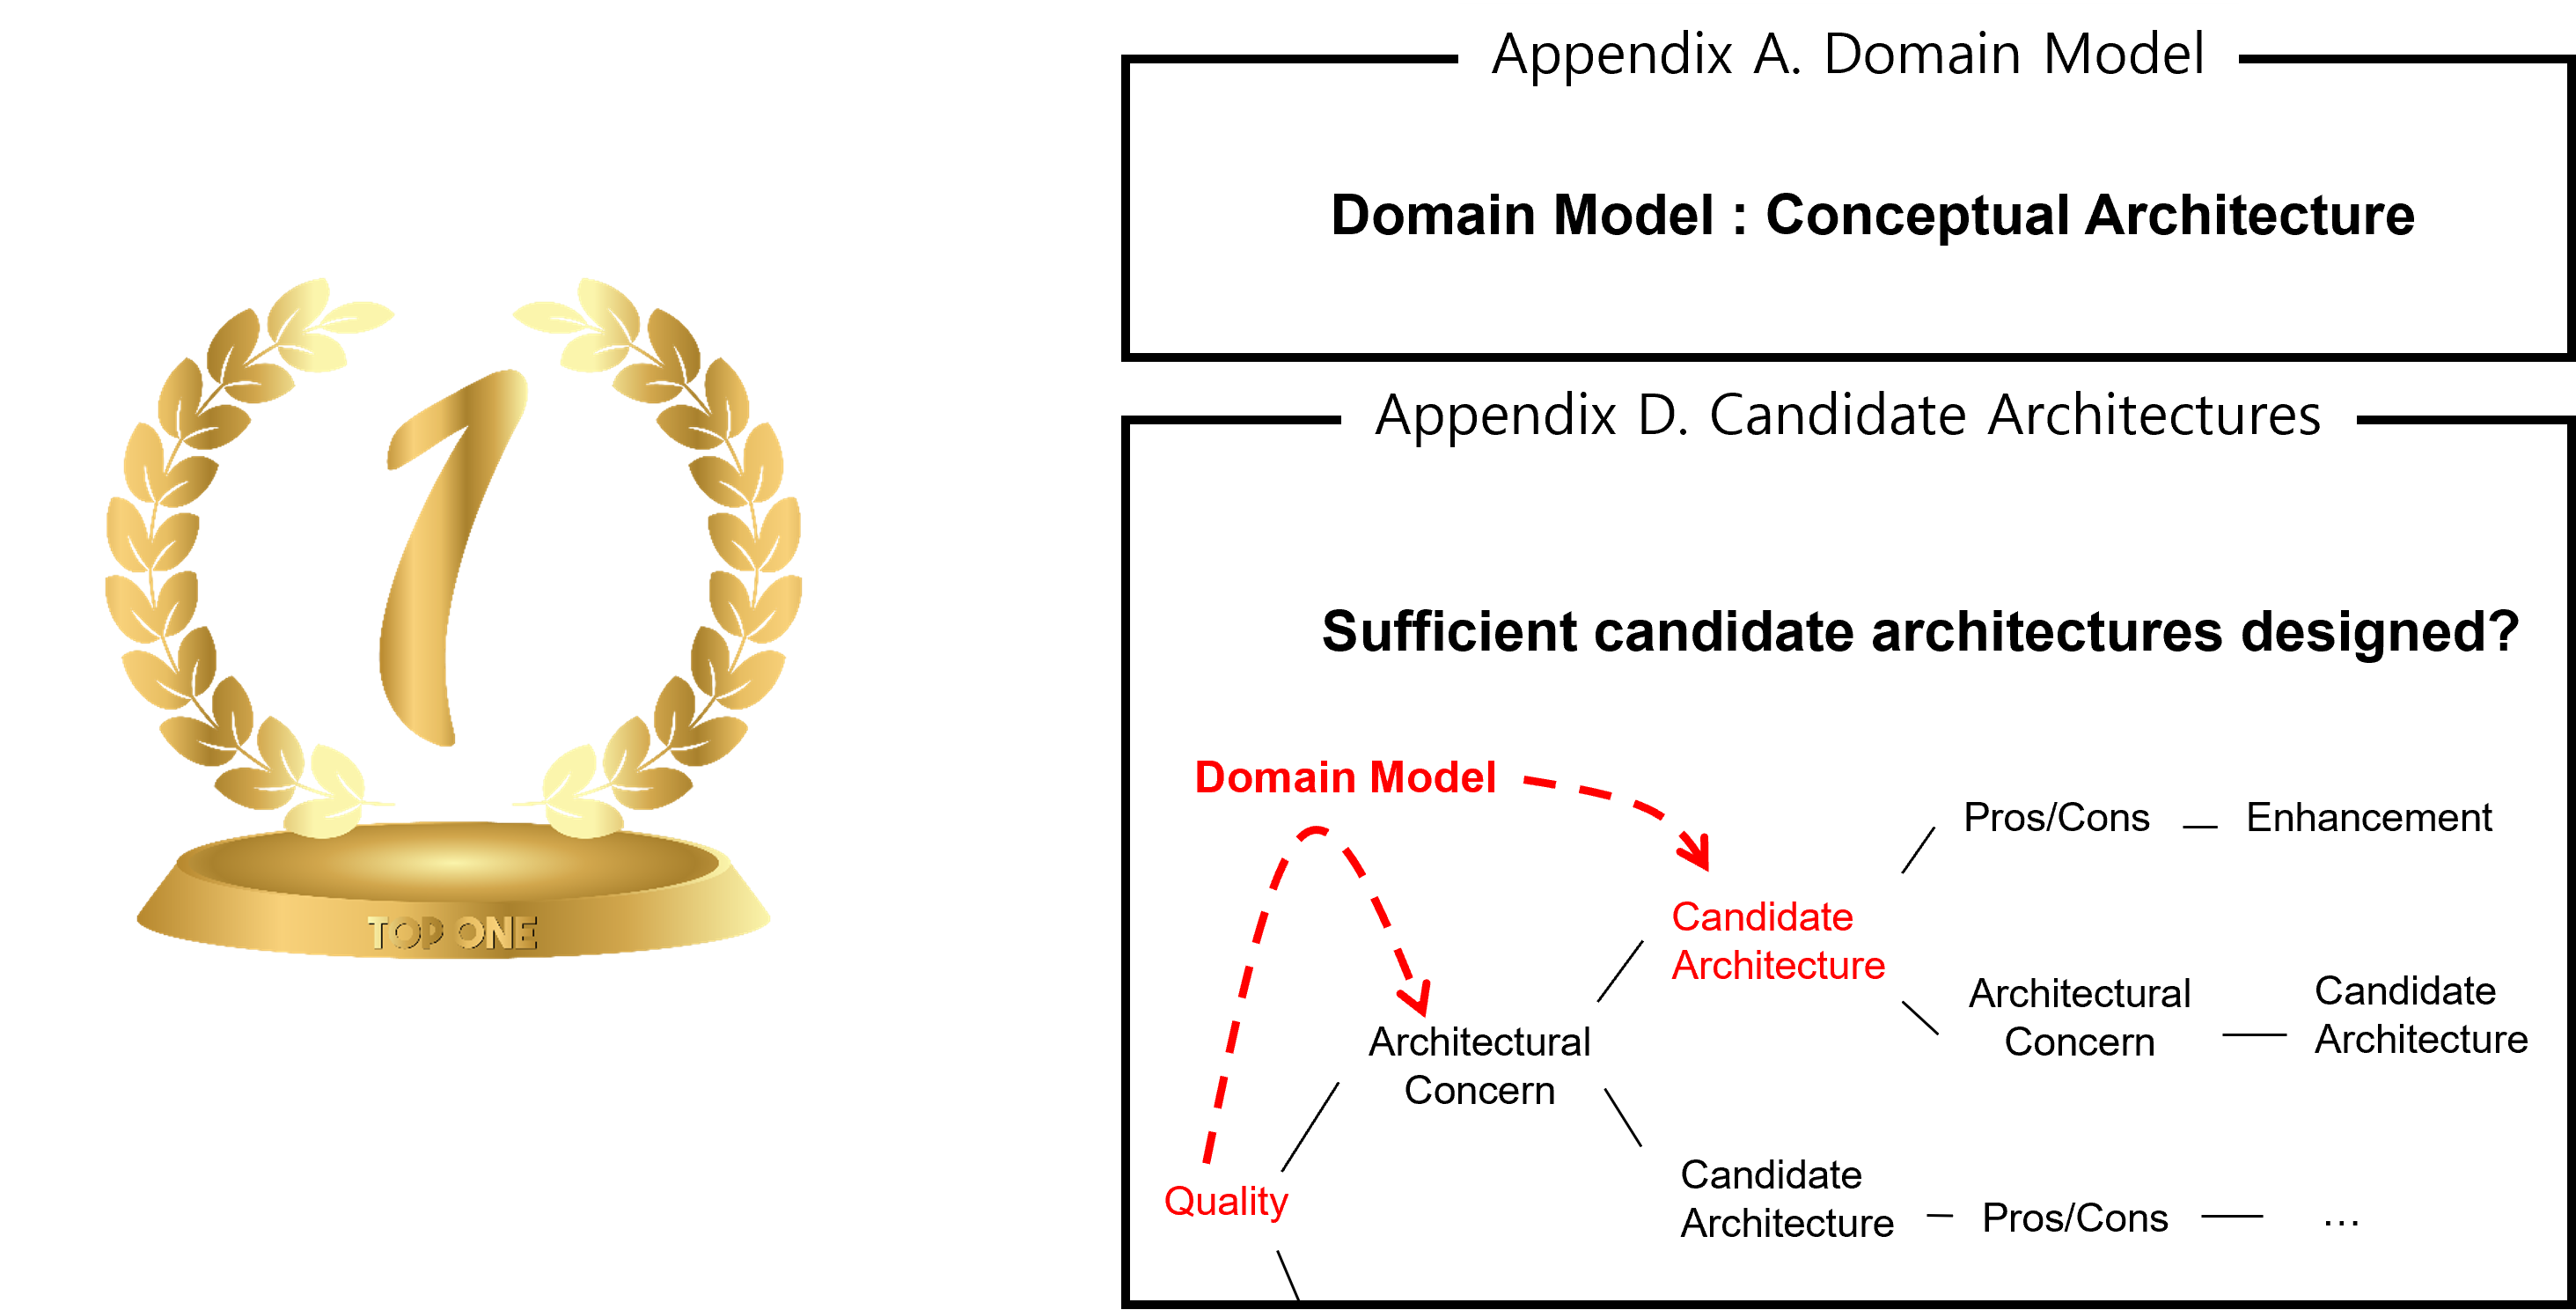 1
TOP ONE
Appendix A. Domain Model
Domain Model : Conceptual Architecture
Appendix D. Candidate Architectures
Sufficient candidate architectures designed?
Domain Model
Pros/Cons
Enhancement
Candidate
Architecture
Architectural
Concern
Candidate
Architecture
Architectural
Concern
Quality
Candidate
Architecture
Pros/Cons
...